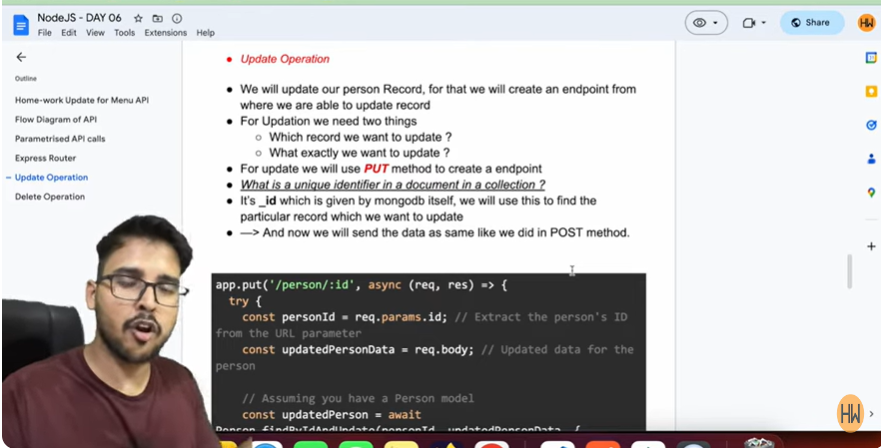 NodeJS - DAY 06
File Edit View Tools Extensions Help
Share
HW
Outline
Home-work Update for Menu API
Flow Diagram of API
Parametrised API calls
Express Router
Update Operation
Delete Operation
● Update Operation
● We will update our person Record, for that we will create an endpoint from
where we are able to update record
● For Updation we need two things
○ Which record we want to update ?
○ What exactly we want to update ?
● For update we will use PUT method to create a endpoint
● What is a unique identifier in a document in a collection ?
● It's _id which is given by mongodb itself, we will use this to find the
particular record which we want to update
● —> And now we will send the data as same like we did in POST method.
app.put('/person/:id', async (req, res) => {
try {
const personId = req.params.id; // Extract the person's ID
from the URL parameter
const updatedPersonData = req.body; // Updated data for the
person
// Assuming you have a Person model
const updatedPerson = await
Person.findByIdAndUpdate(personId, updatedPersonData, {
HW